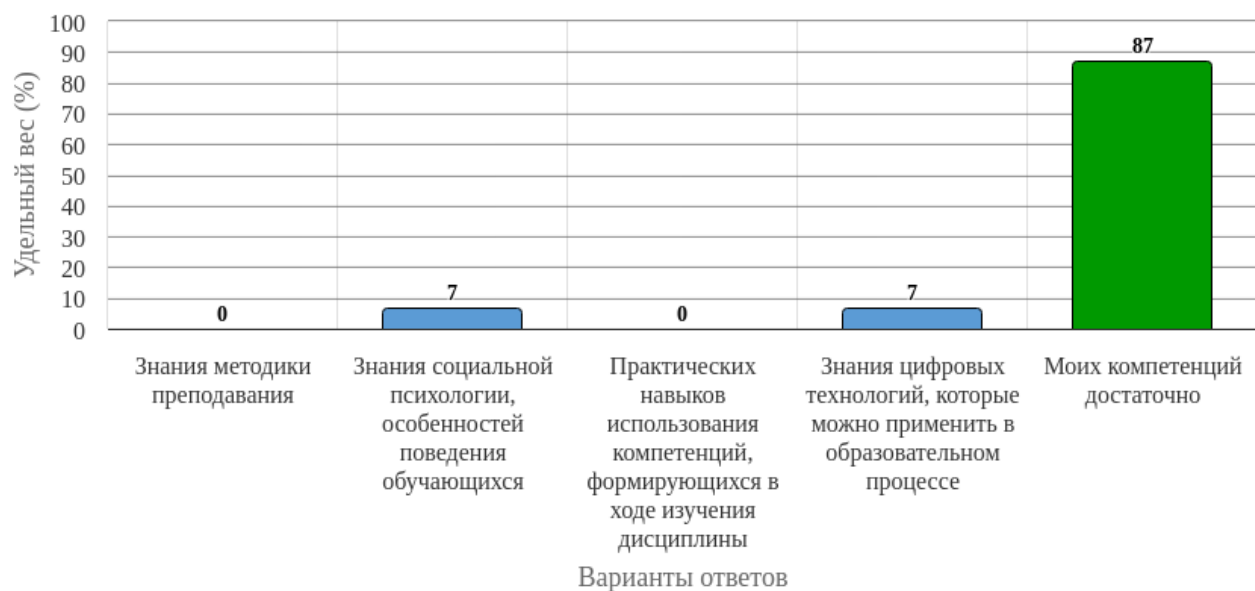 Удельный вес (%)
100
90
80
70
60
50
40
30
20
10
0
0
7
0
7
87
Знания методики
преподавания
Знания социальной
психологии,
особенностей
поведения
обучающихся
Практических
навыков
использования
компетенций,
формирующихся в
ходе изучения
дисциплины
Знания цифровых
технологий, которые
можно применить в
образовательном
процессе
Моих компетенций
достаточно
Варианты ответов